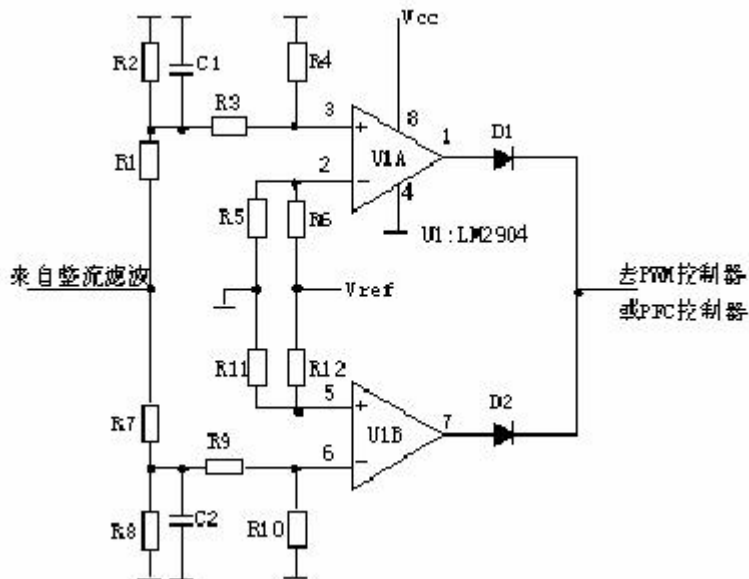 Vcc
R2
C1
R4
R3
3
8
1
D1
R1
+
U1A
2
-
4
R5
R6
U1:LM2904
来自整流滤波
Vref
去PWM控制器
或PFC控制器
R11
R12
5
+
D2
R7
7
R9
U1B
6
-
R8
C2
R10